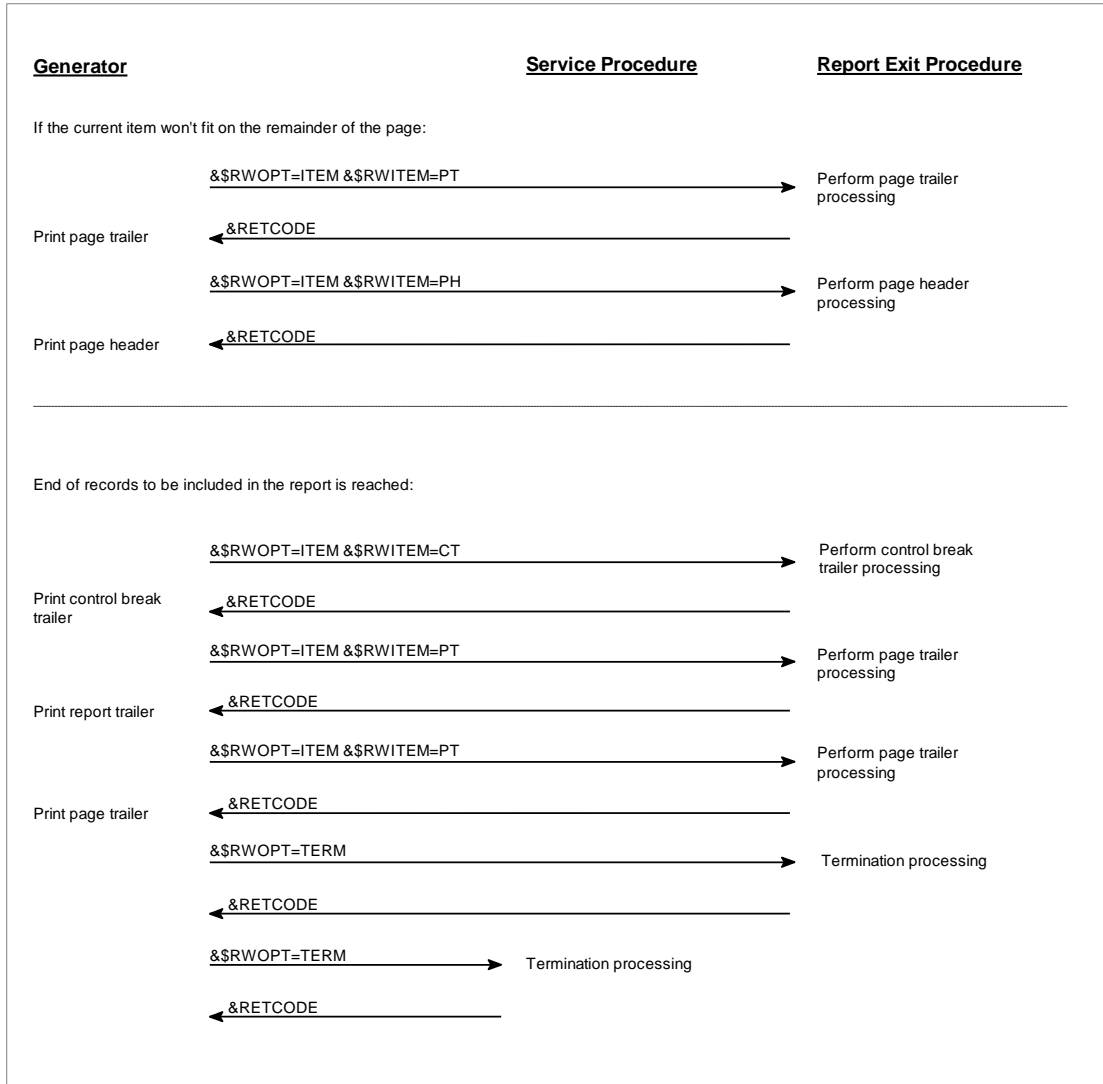 Generator Service Procedure Report Exit Procedure
If the current item won't fit on the remainder of the page:
&$RWOPT=ITEM &$RWITEM=PT
Perform page trailer
processing
&RETCODE
Print page trailer
&$RWOPT=ITEM &$RWITEM=PH
Perform page header
processing
&RETCODE
Print page header
End of records to be included in the report is reached:
&$RWOPT=ITEM &$RWITEM=CT
Perform control break
trailer processing
Print control break
trailer
&RETCODE
&$RWOPT=ITEM &$RWITEM=PT
Perform page trailer
processing
&RETCODE
Print report trailer
&$RWOPT=ITEM &$RWITEM=PT
Perform page trailer
processing
&RETCODE
Print page trailer
&$RWOPT=TERM
Termination processing
&RETCODE
&$RWOPT=TERM
Termination processing
&RETCODE